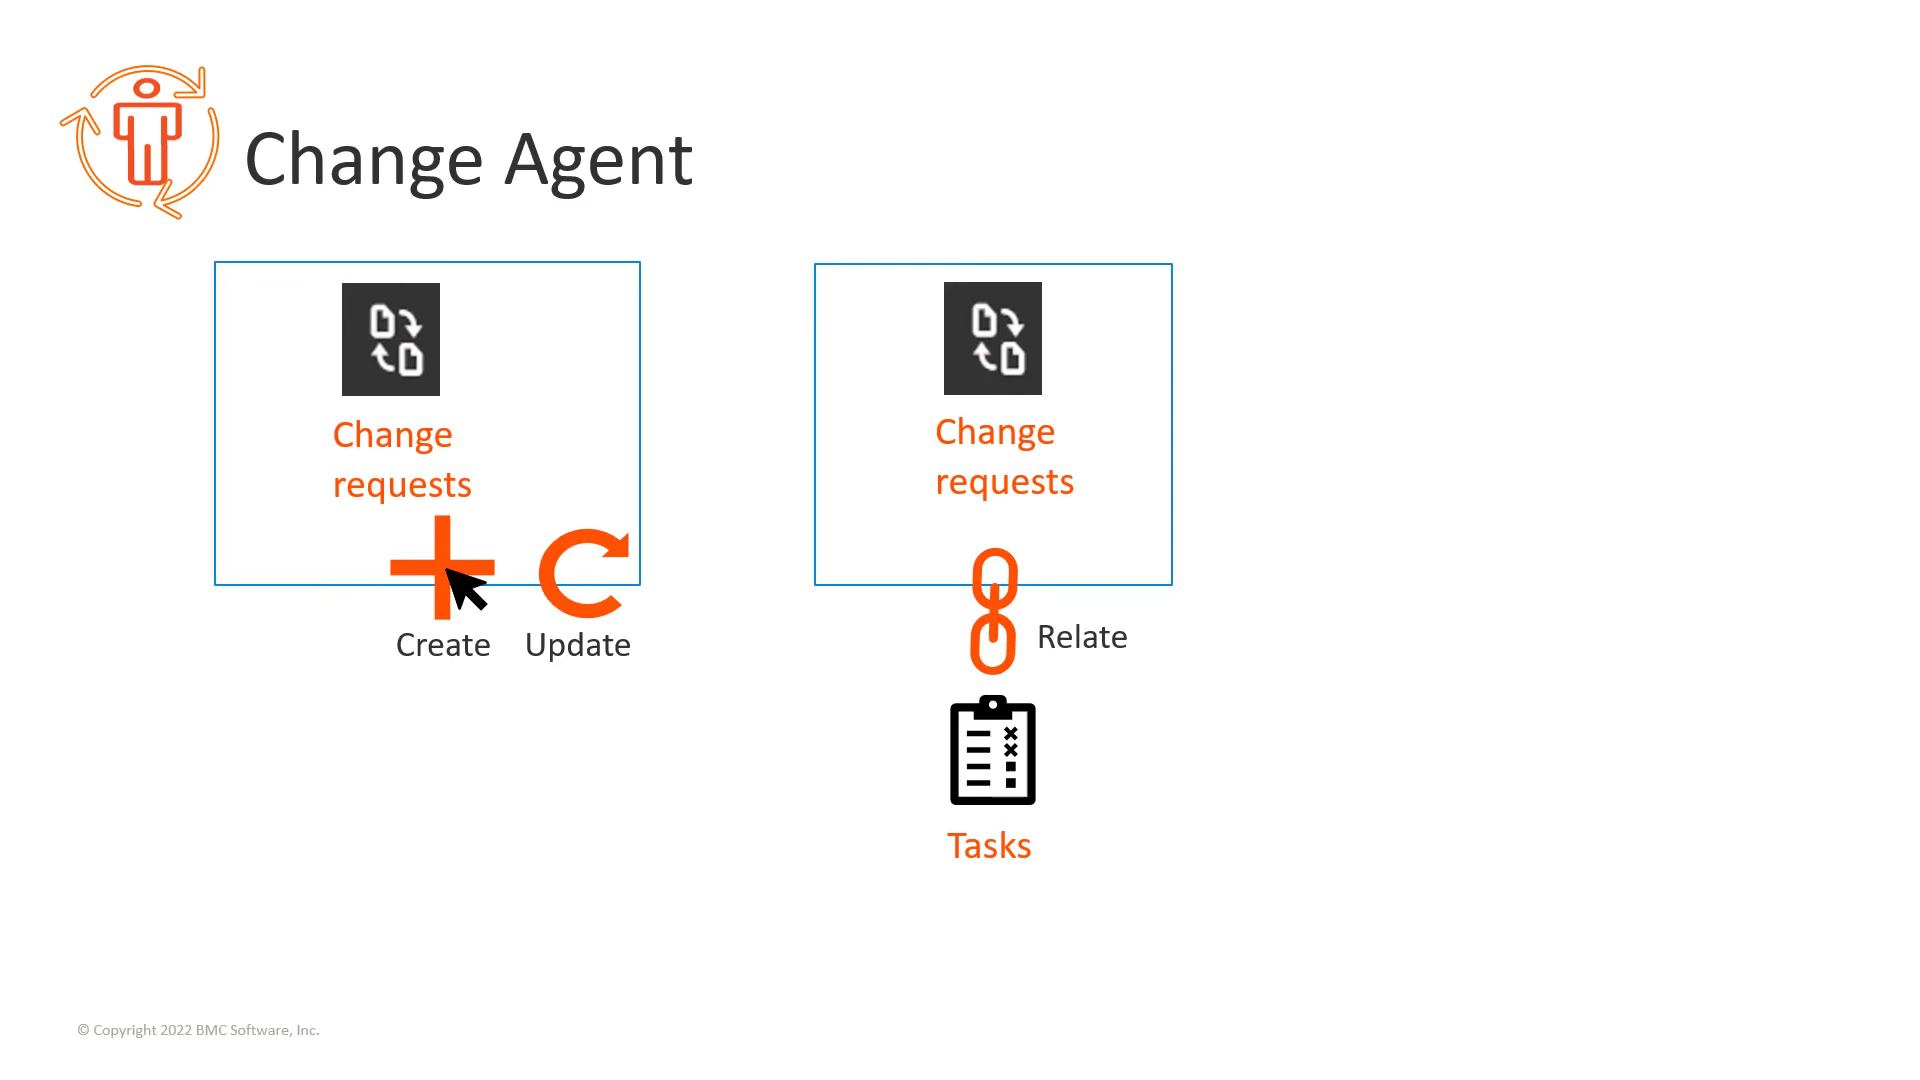 Change Agent
Change
requests
Create
Update
Change
requests
Relate
Tasks
© Copyright 2022 BMC Software, Inc.